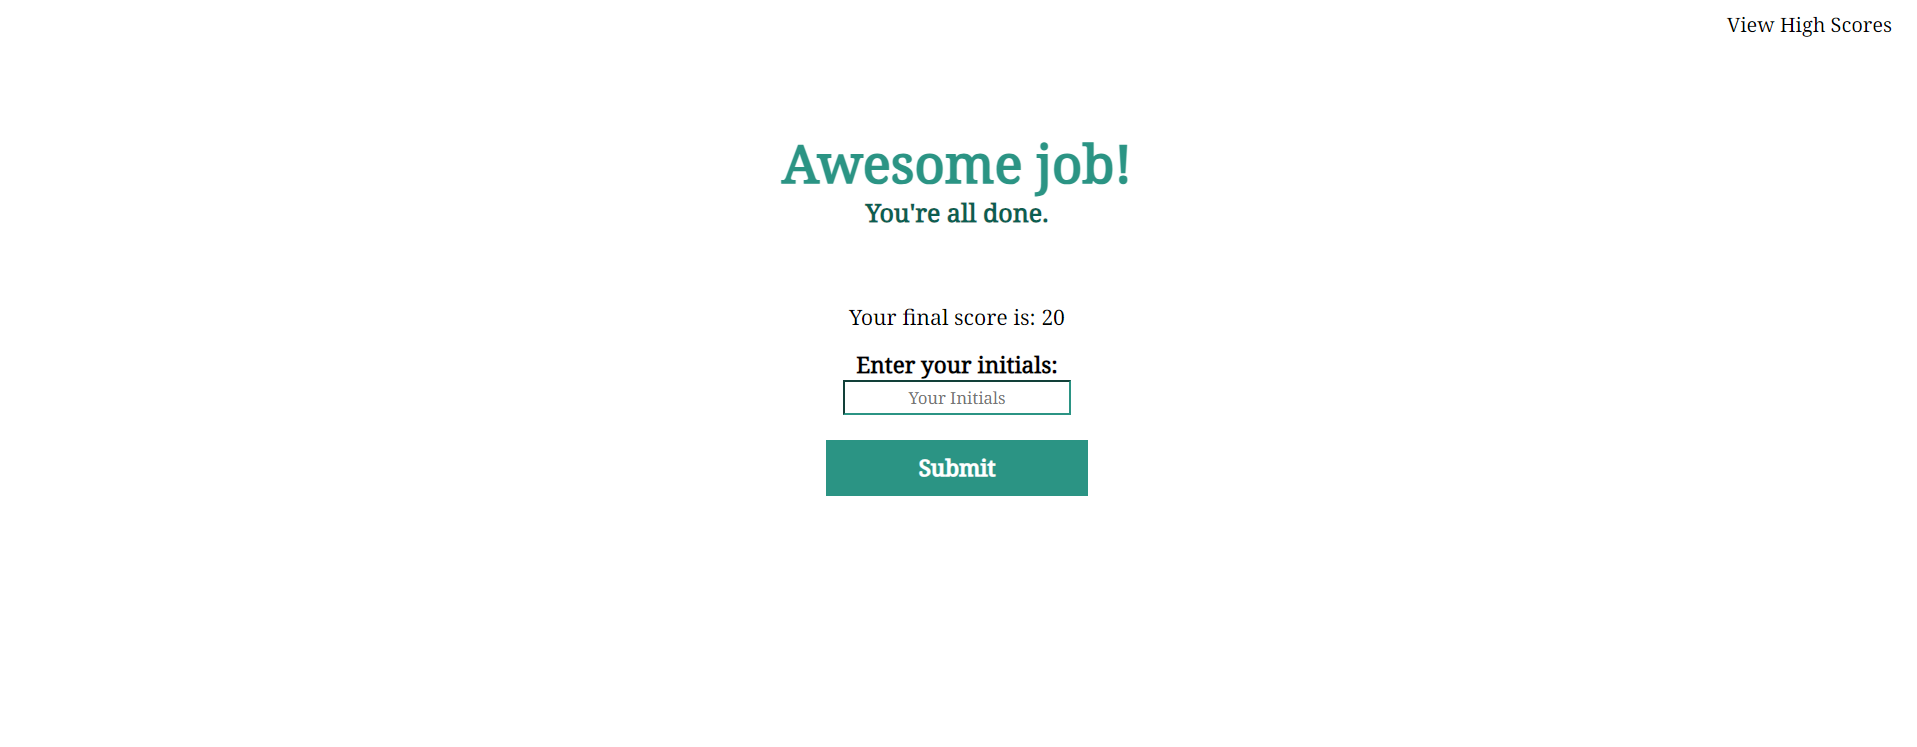 View High Scores
Awesome job!
You're all done.
Your final score is: 20
Enter your initials:
Your Initials
Submit